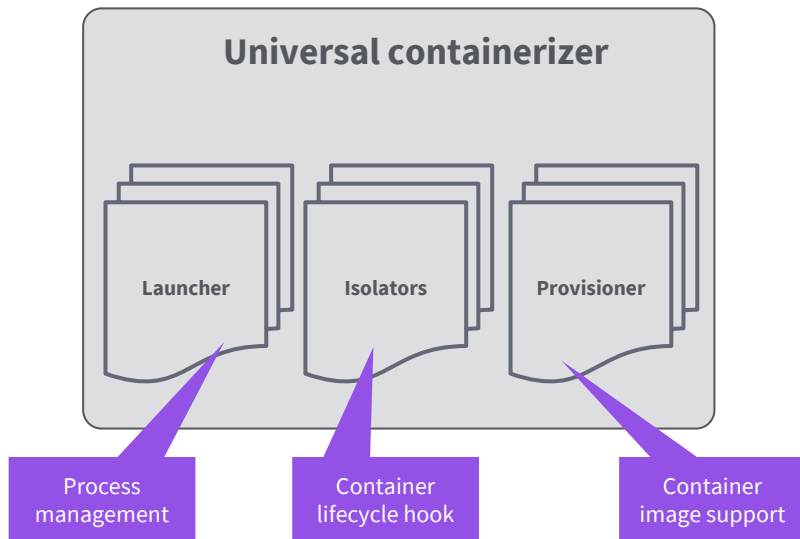 Universal containerizer
Launcher
Isolators
Provisioner
Process
management
Container
lifecycle hook
Container
image support